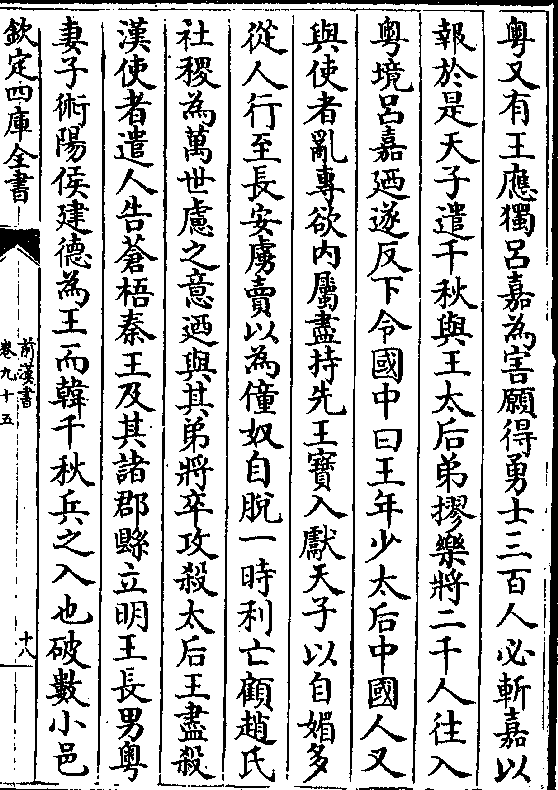 粤又有王應獨吕嘉為害願得勇士三百人必斬嘉以
報於是天子遣千秋與王太后弟摎樂將二千人往入
粤境吕嘉廼遂反下令國中曰王年少太后中國人又
與使者亂專欲内屬盡持先王寶入獻天子以自媚多
從人行至長安虜賣以為僮奴自脫一時利亡顧趙氏
社稷為萬世慮之意廼與其弟將卒攻殺太后王盡殺
漢使者遣人告蒼梧秦王及其諸郡縣立明王長男粤
妻子術陽侯建德為王而韓千秋兵之入也破數小邑
欽定四庫全書
前漢書
卷九十五
十八